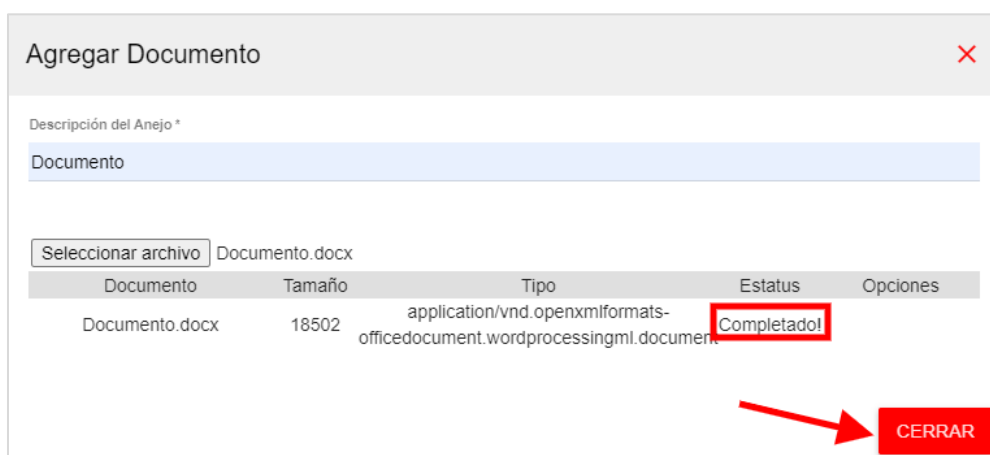 Agregar Documento
Descripción del Anejo *
Documento
Seleccionar archivo Documento.docx
Documento Tamaño Tipo Estatus Opciones
Documento.docx 18502 application/vnd.openxmlformats-
officedocument.wordprocessingml.document Completado!
CERRAR